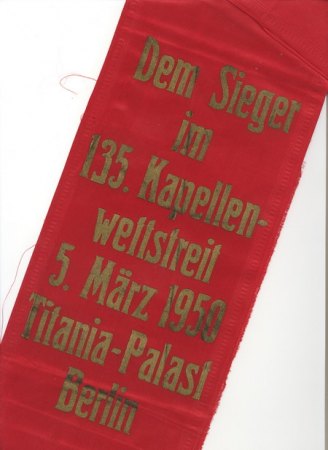 Dem Sieger
im
135. Kapellen-
wettstreit
5. März 1950
Titania-Palast
Berlin